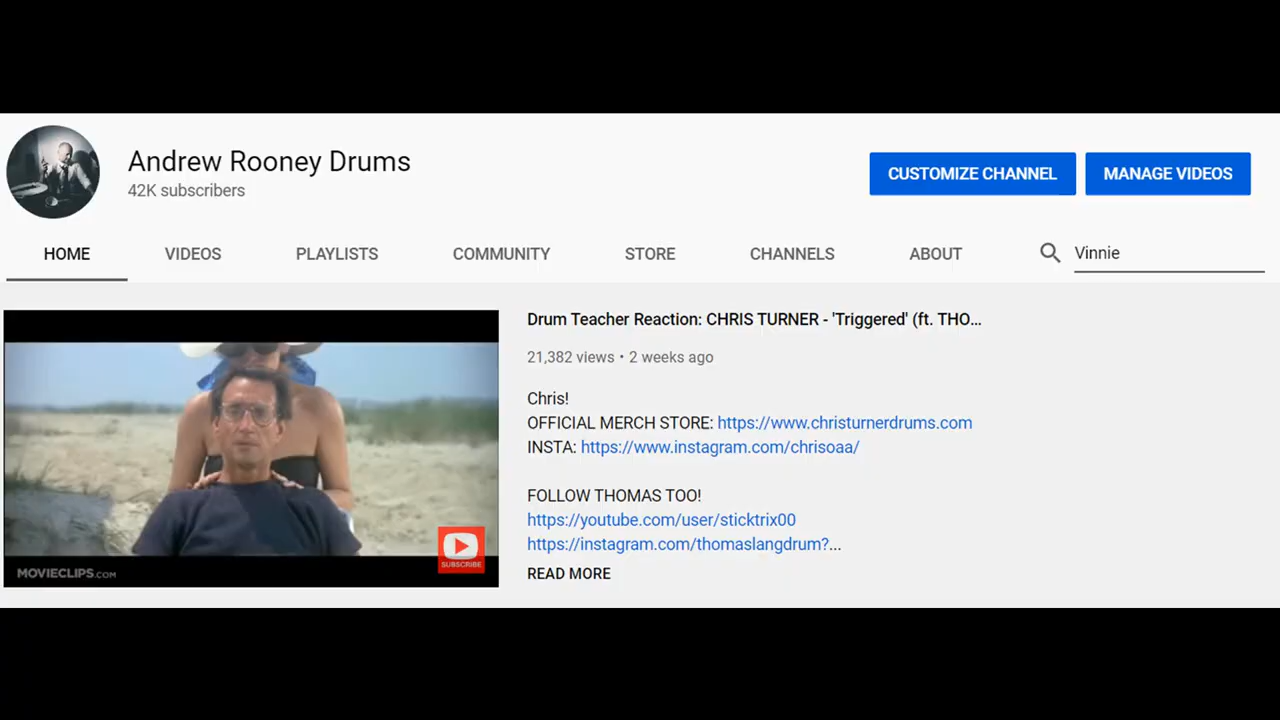 Andrew Rooney Drums
42K subscribers
CUSTOMIZE CHANNEL
MANAGE VIDEOS
HOME
VIDEOS
PLAYLISTS
COMMUNITY
STORE
CHANNELS
ABOUT
Vinnie
Drum Teacher Reaction: CHRIS TURNER - 'Triggered' (ft. THO...
21,382 views • 2 weeks ago
Chris!
OFFICIAL MERCH STORE: https://www.christurnerdrums.com
INSTA: https://www.instagram.com/chrisoaa/
FOLLOW THOMAS TOO!
https://youtube.com/user/sticktrix00
https://instagram.com/thomaslangdrum?...
READ MORE
SUBSCRIBE
MOVIECLIPS.COM